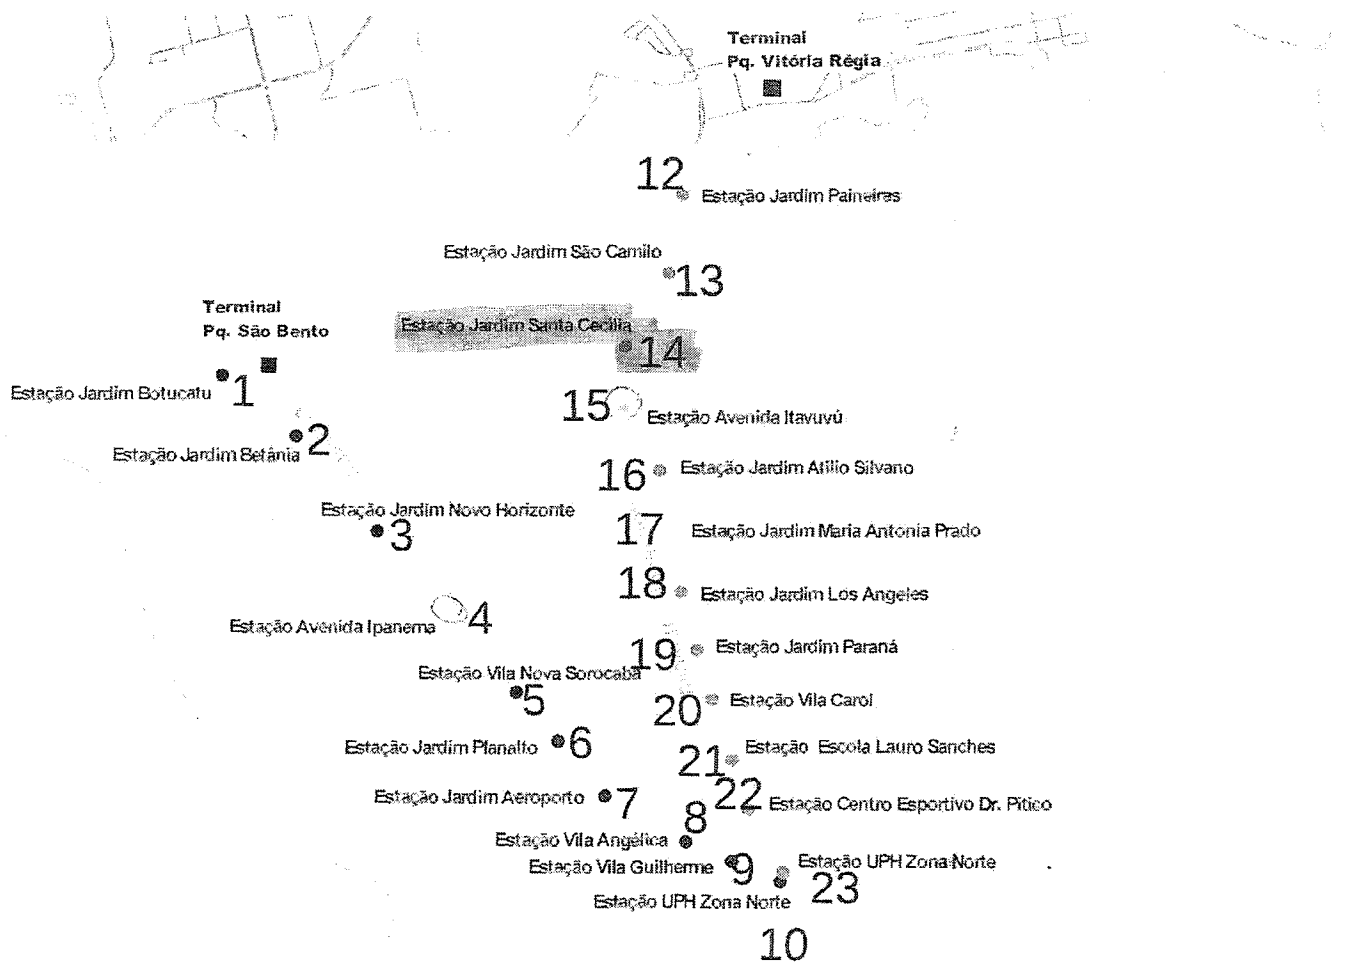 Terminal
Pq. Vitória Régia
12
Estação Jardim Paineiras
Estação Jardim São Camilo
13
Terminal
Pq. São Bento
Estação Jardim Santa Cecília
14
Estação Jardim Botucatu
1
15
Estação Avenida Itavuvú
2
Estação Jardim Betânia
16
Estação Jardim Atílio Silvano
Estação Jardim Novo Horizonte
3
17
Estação Jardim Maria Antonia Prado
18
Estação Jardim Los Angeles
4
Estação Avenida Ipanema
19
Estação Jardim Paraná
Estação Vila Nova Sorocaba
5
20
Estação Vila Carol
Estação Jardim Planalto
6
21
Estação Escola Lauro Sanches
Estação Jardim Aeroporto
7
22
Estação Centro Esportivo Dr. Pitico
8
Estação Vila Angélica
Estação Vila Guilherme
9
Estação UPH Zona Norte
23
Estação UPH Zona Norte
10